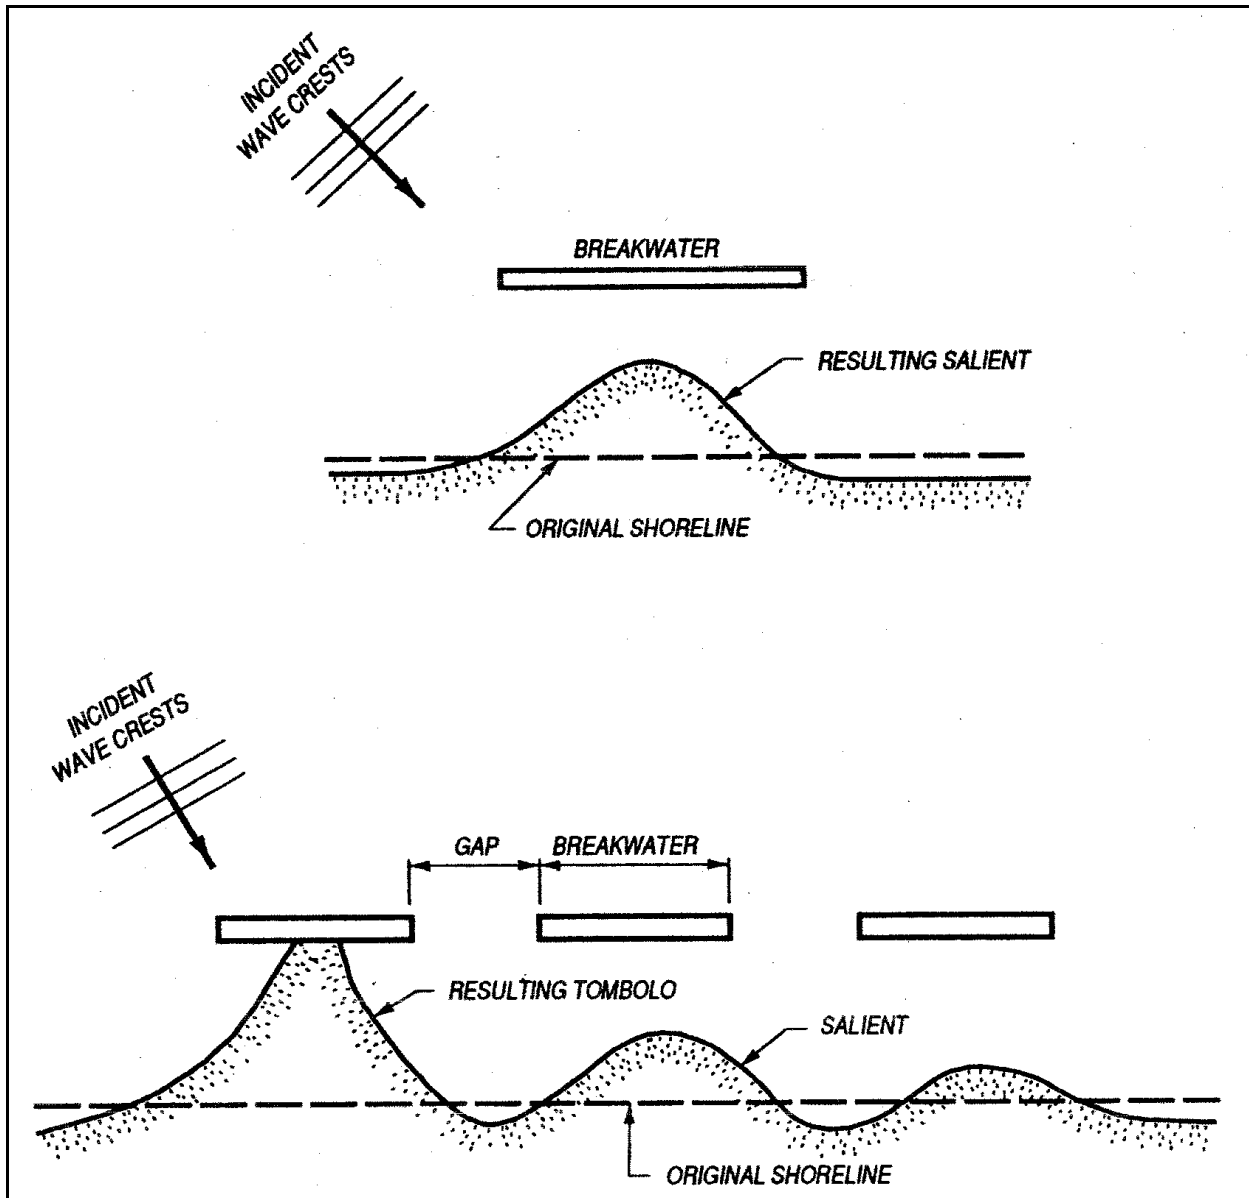 INCIDENT
WAVE CRESTS
BREAKWATER
RESULTING SALIENT
ORIGINAL SHORELINE
INCIDENT
WAVE CRESTS
GAP
BREAKWATER
RESULTING TOMBOLO
SALIENT
ORIGINAL SHORELINE